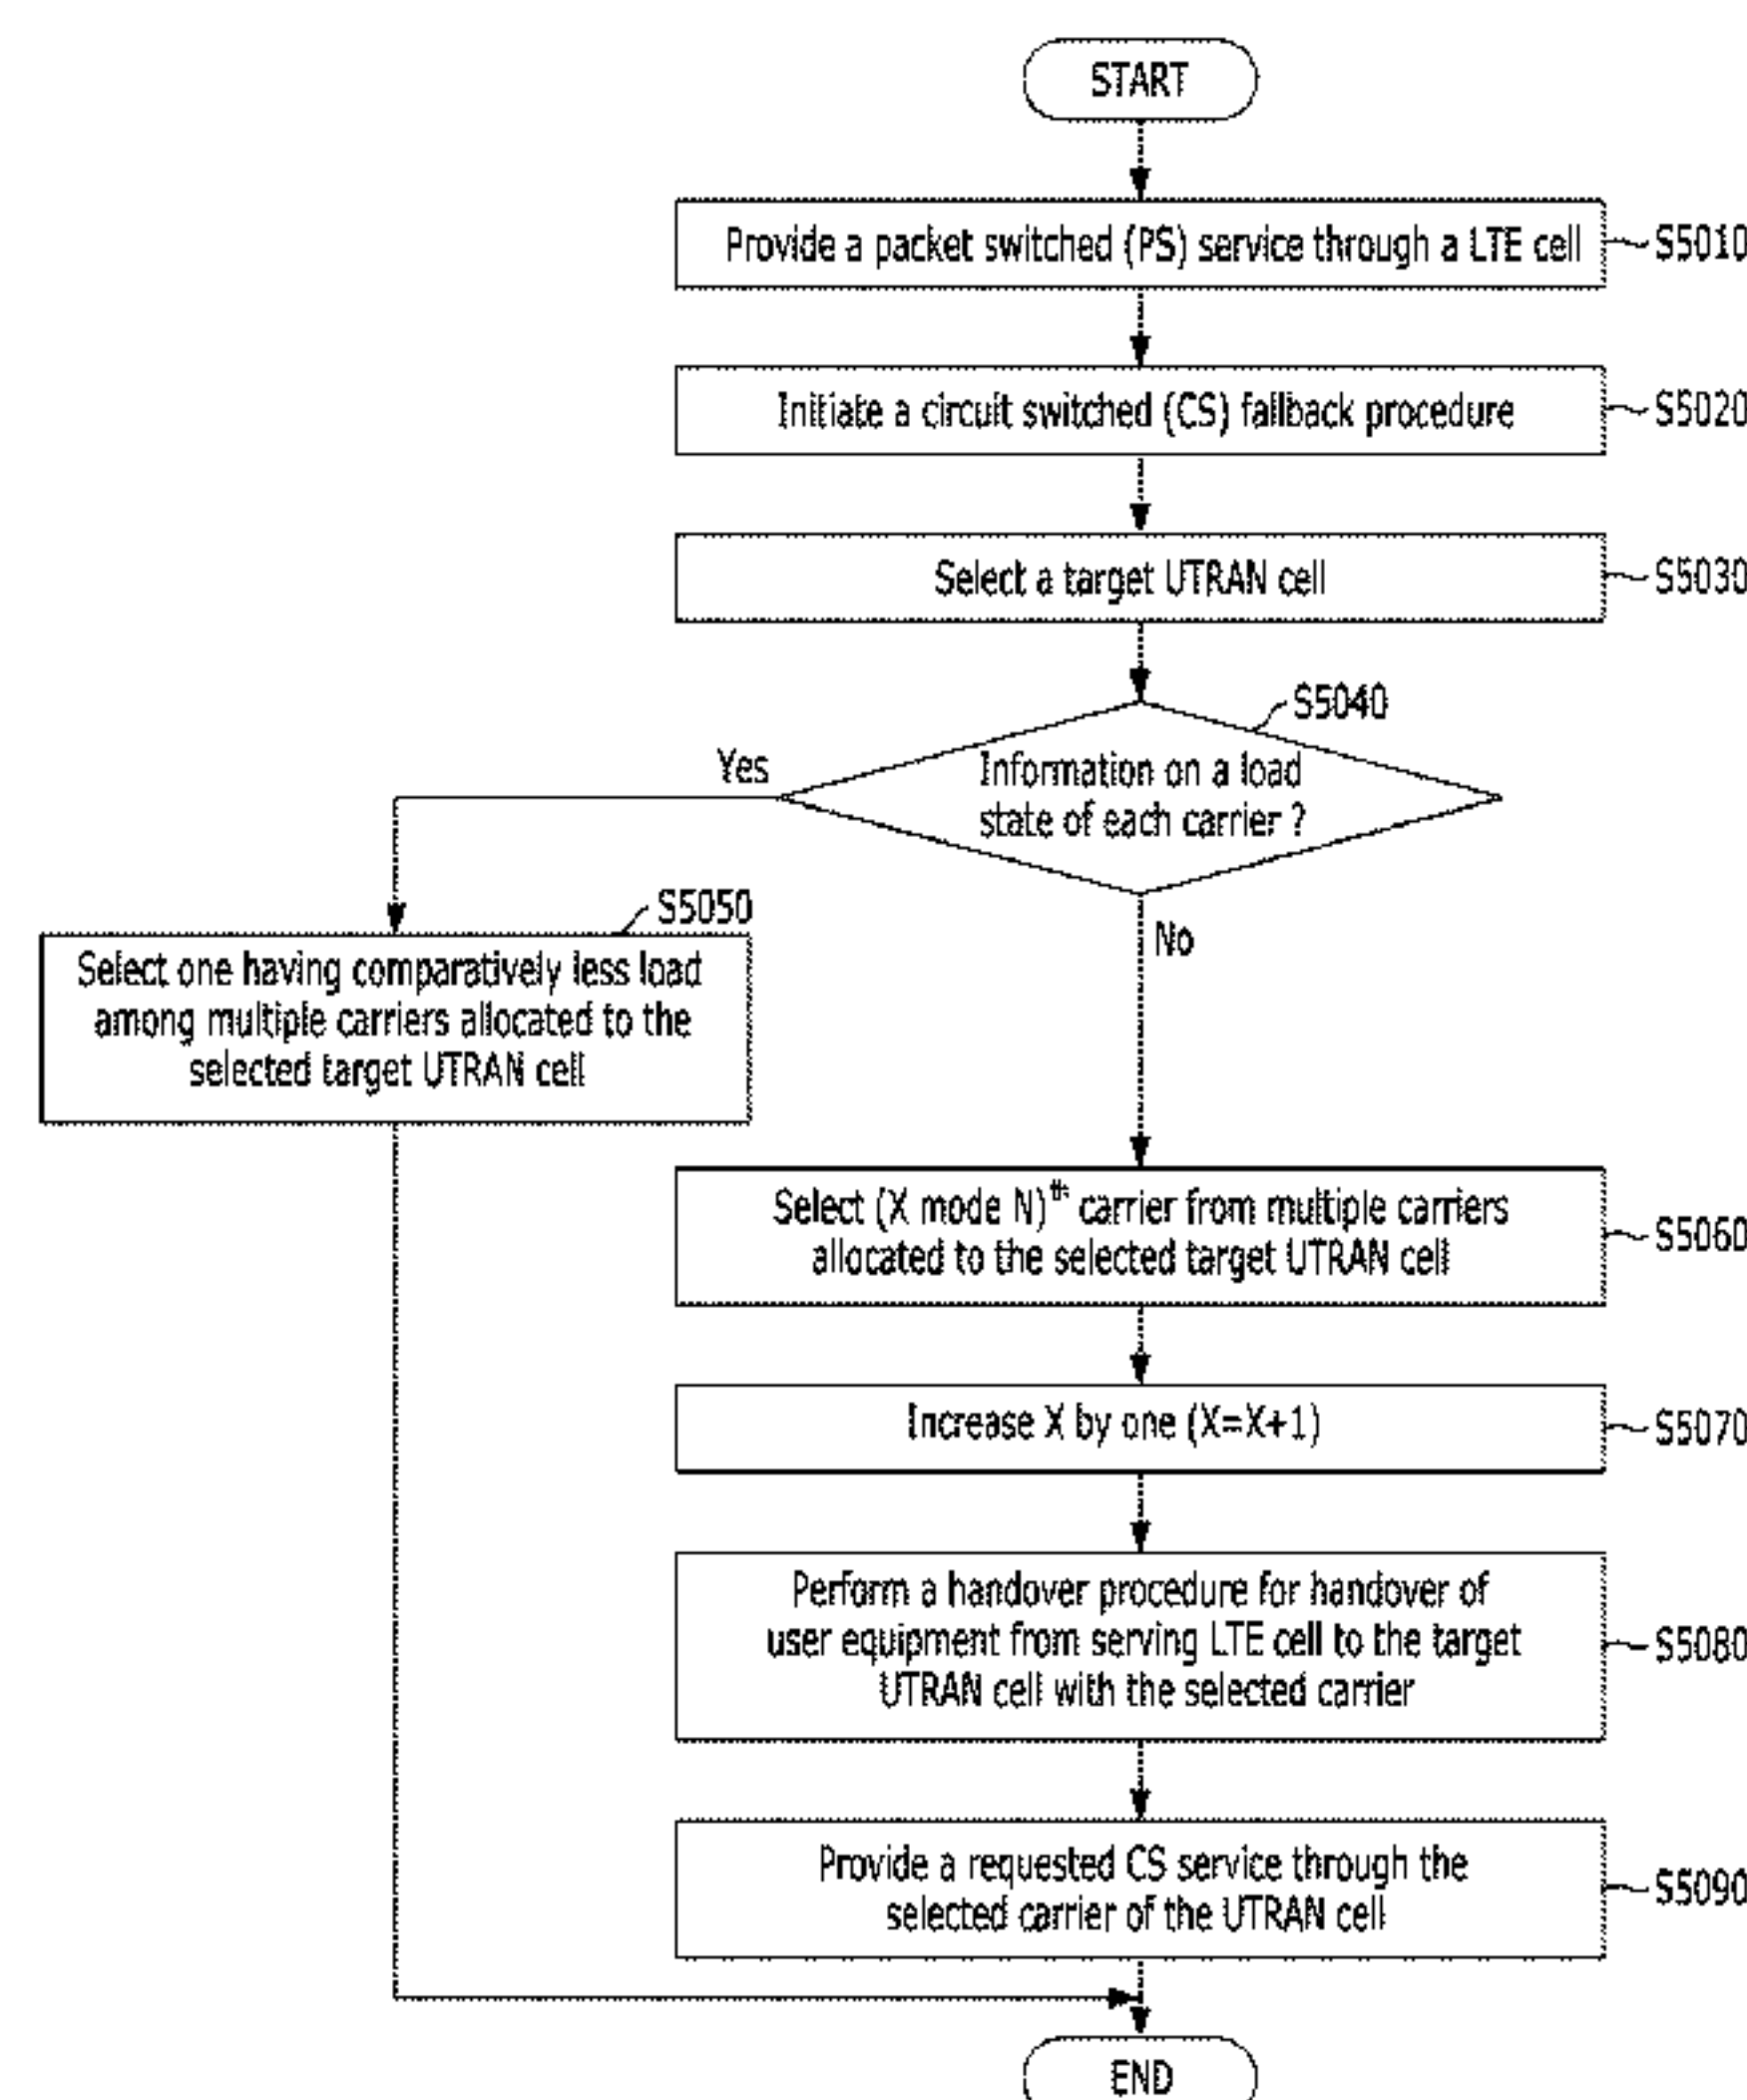 START
Provide a packet switched (PS) service through a LTE cell
S5010
Initiate a circuit switched (CS) fallback procedure
S5020
Select a target UTRAN cell
S5030
S5040
Information on a load
state of each carrier ?
Yes
No
S5050
Select one having comparatively less load
among multiple carriers allocated to the
selected target UTRAN cell
Select (X mode N)th carrier from multiple carriers
allocated to the selected target UTRAN cell
S5060
Increase X by one (X=X+1)
S5070
Perform a handover procedure for handover of
user equipment from serving LTE cell to the target
UTRAN cell with the selected carrier
S5080
Provide a requested CS service through the
selected carrier of the UTRAN cell
S5090
END